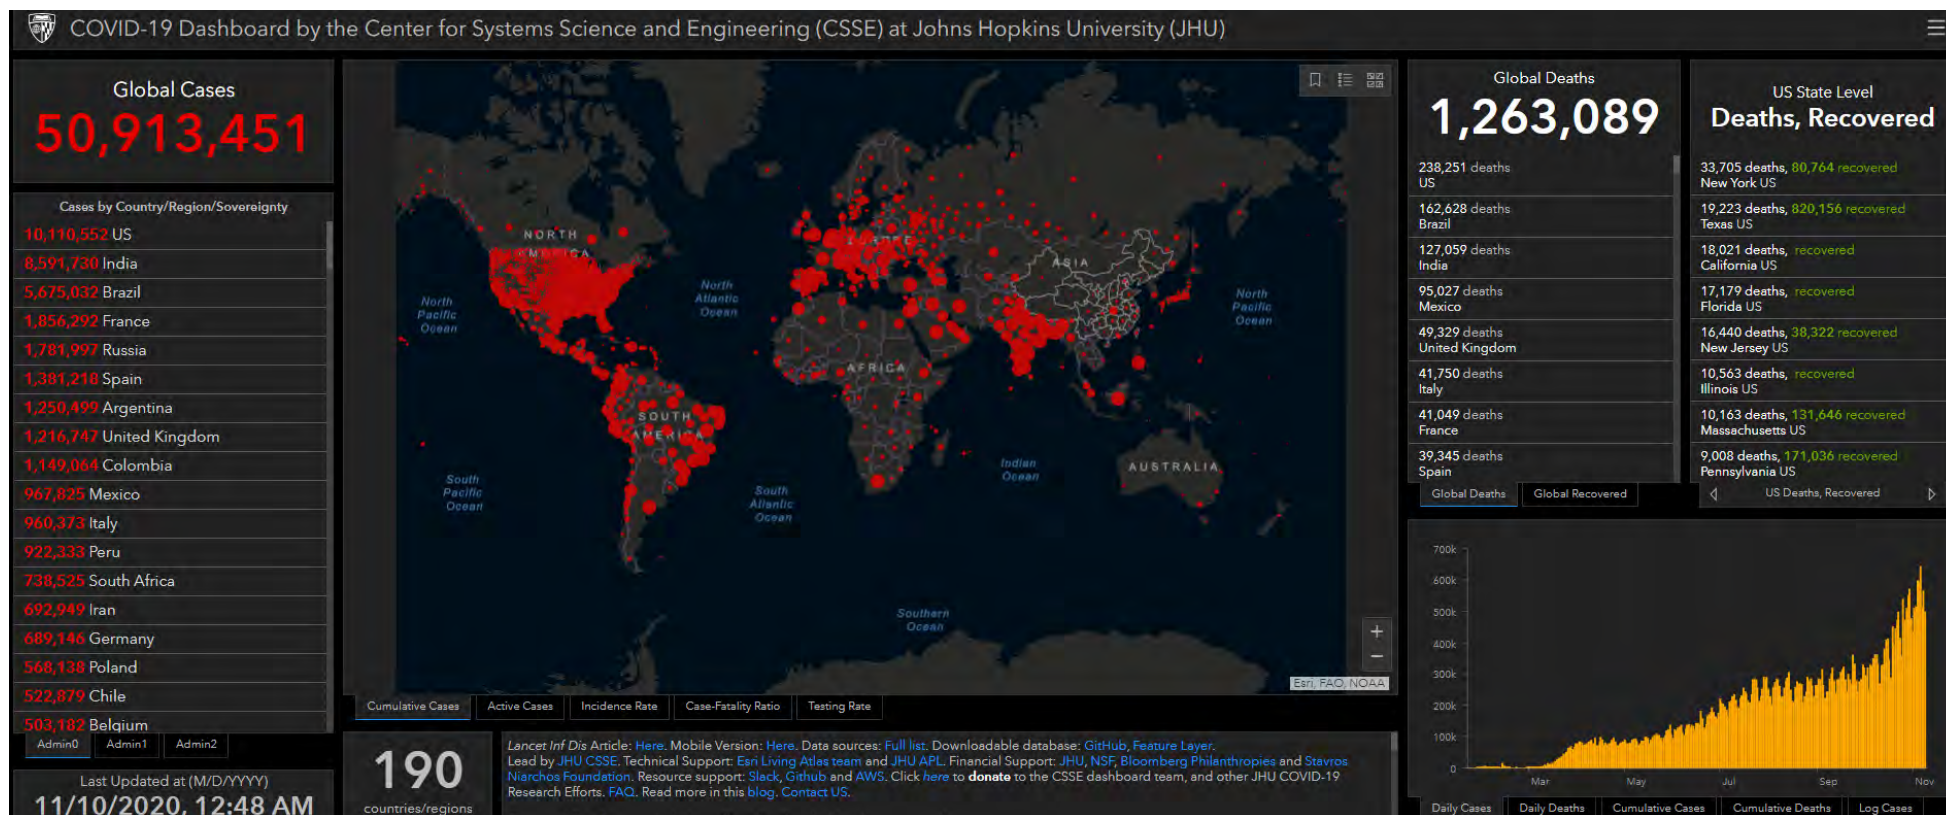 COVID-19 Dashboard by the Center for Systems Science and Engineering (CSSE) at Johns Hopkins University (JHU)
Global Cases
50,913,451
Cases by Country/Region/Sovereignty
10,110,552 US
8,591,730 India
5,675,032 Brazil
1,856,292 France
1,781,997 Russia
1,381,218 Spain
1,250,499 Argentina
1,216,747 United Kingdom
1,149,064 Colombia
967,825 Mexico
960,373 Italy
922,333 Peru
738,525 South Africa
692,949 Iran
689,146 Germany
568,138 Poland
522,879 Chile
503,182 Belgium
Admin0
Admin1
Admin2
Last Updated at (M/D/YYYY)
11/10/2020, 12:48 AM
NORTH
AMERICA
EUROPE
ASIA
North
Pacific
Ocean
North
Atlantic
Ocean
North
Pacific
Ocean
AFRICA
SOUTH
AMERICA
AUSTRALIA
South
Pacific
Ocean
South
Atlantic
Ocean
Indian
Ocean
Southern
Ocean
+
−
Esri, FAO, NOAA
Cumulative Cases
Active Cases
Incidence Rate
Case-Fatality Ratio
Testing Rate
190
countries/regions
Lancet Inf Dis Article: Here. Mobile Version: Here. Data sources: Full list. Downloadable database: GitHub, Feature Layer.
Lead by JHU CSSE. Technical Support: Esri Living Atlas team and JHU APL. Financial Support: JHU, NSF, Bloomberg Philanthropies and Stavros
Niarchos Foundation. Resource support: Slack, Github and AWS. Click here to donate to the CSSE dashboard team, and other JHU COVID-19
Research Efforts. FAQ. Read more in this blog. Contact US.
Global Deaths
1,263,089
238,251 deaths
US
162,628 deaths
Brazil
127,059 deaths
India
95,027 deaths
Mexico
49,329 deaths
United Kingdom
41,750 deaths
Italy
41,049 deaths
France
39,345 deaths
Spain
Global Deaths
Global Recovered
US State Level
Deaths, Recovered
33,705 deaths, 80,764 recovered
New York US
19,223 deaths, 820,156 recovered
Texas US
18,021 deaths, recovered
California US
17,179 deaths, recovered
Florida US
16,440 deaths, 38,322 recovered
New Jersey US
10,563 deaths, recovered
Illinois US
10,163 deaths, 131,646 recovered
Massachusetts US
9,008 deaths, 171,036 recovered
Pennsylvania US
US Deaths, Recovered
700k
600k
500k
400k
300k
200k
100k
0
Mar
May
Jul
Sep
Nov
Daily Cases
Daily Deaths
Cumulative Cases
Cumulative Deaths
Log Cases